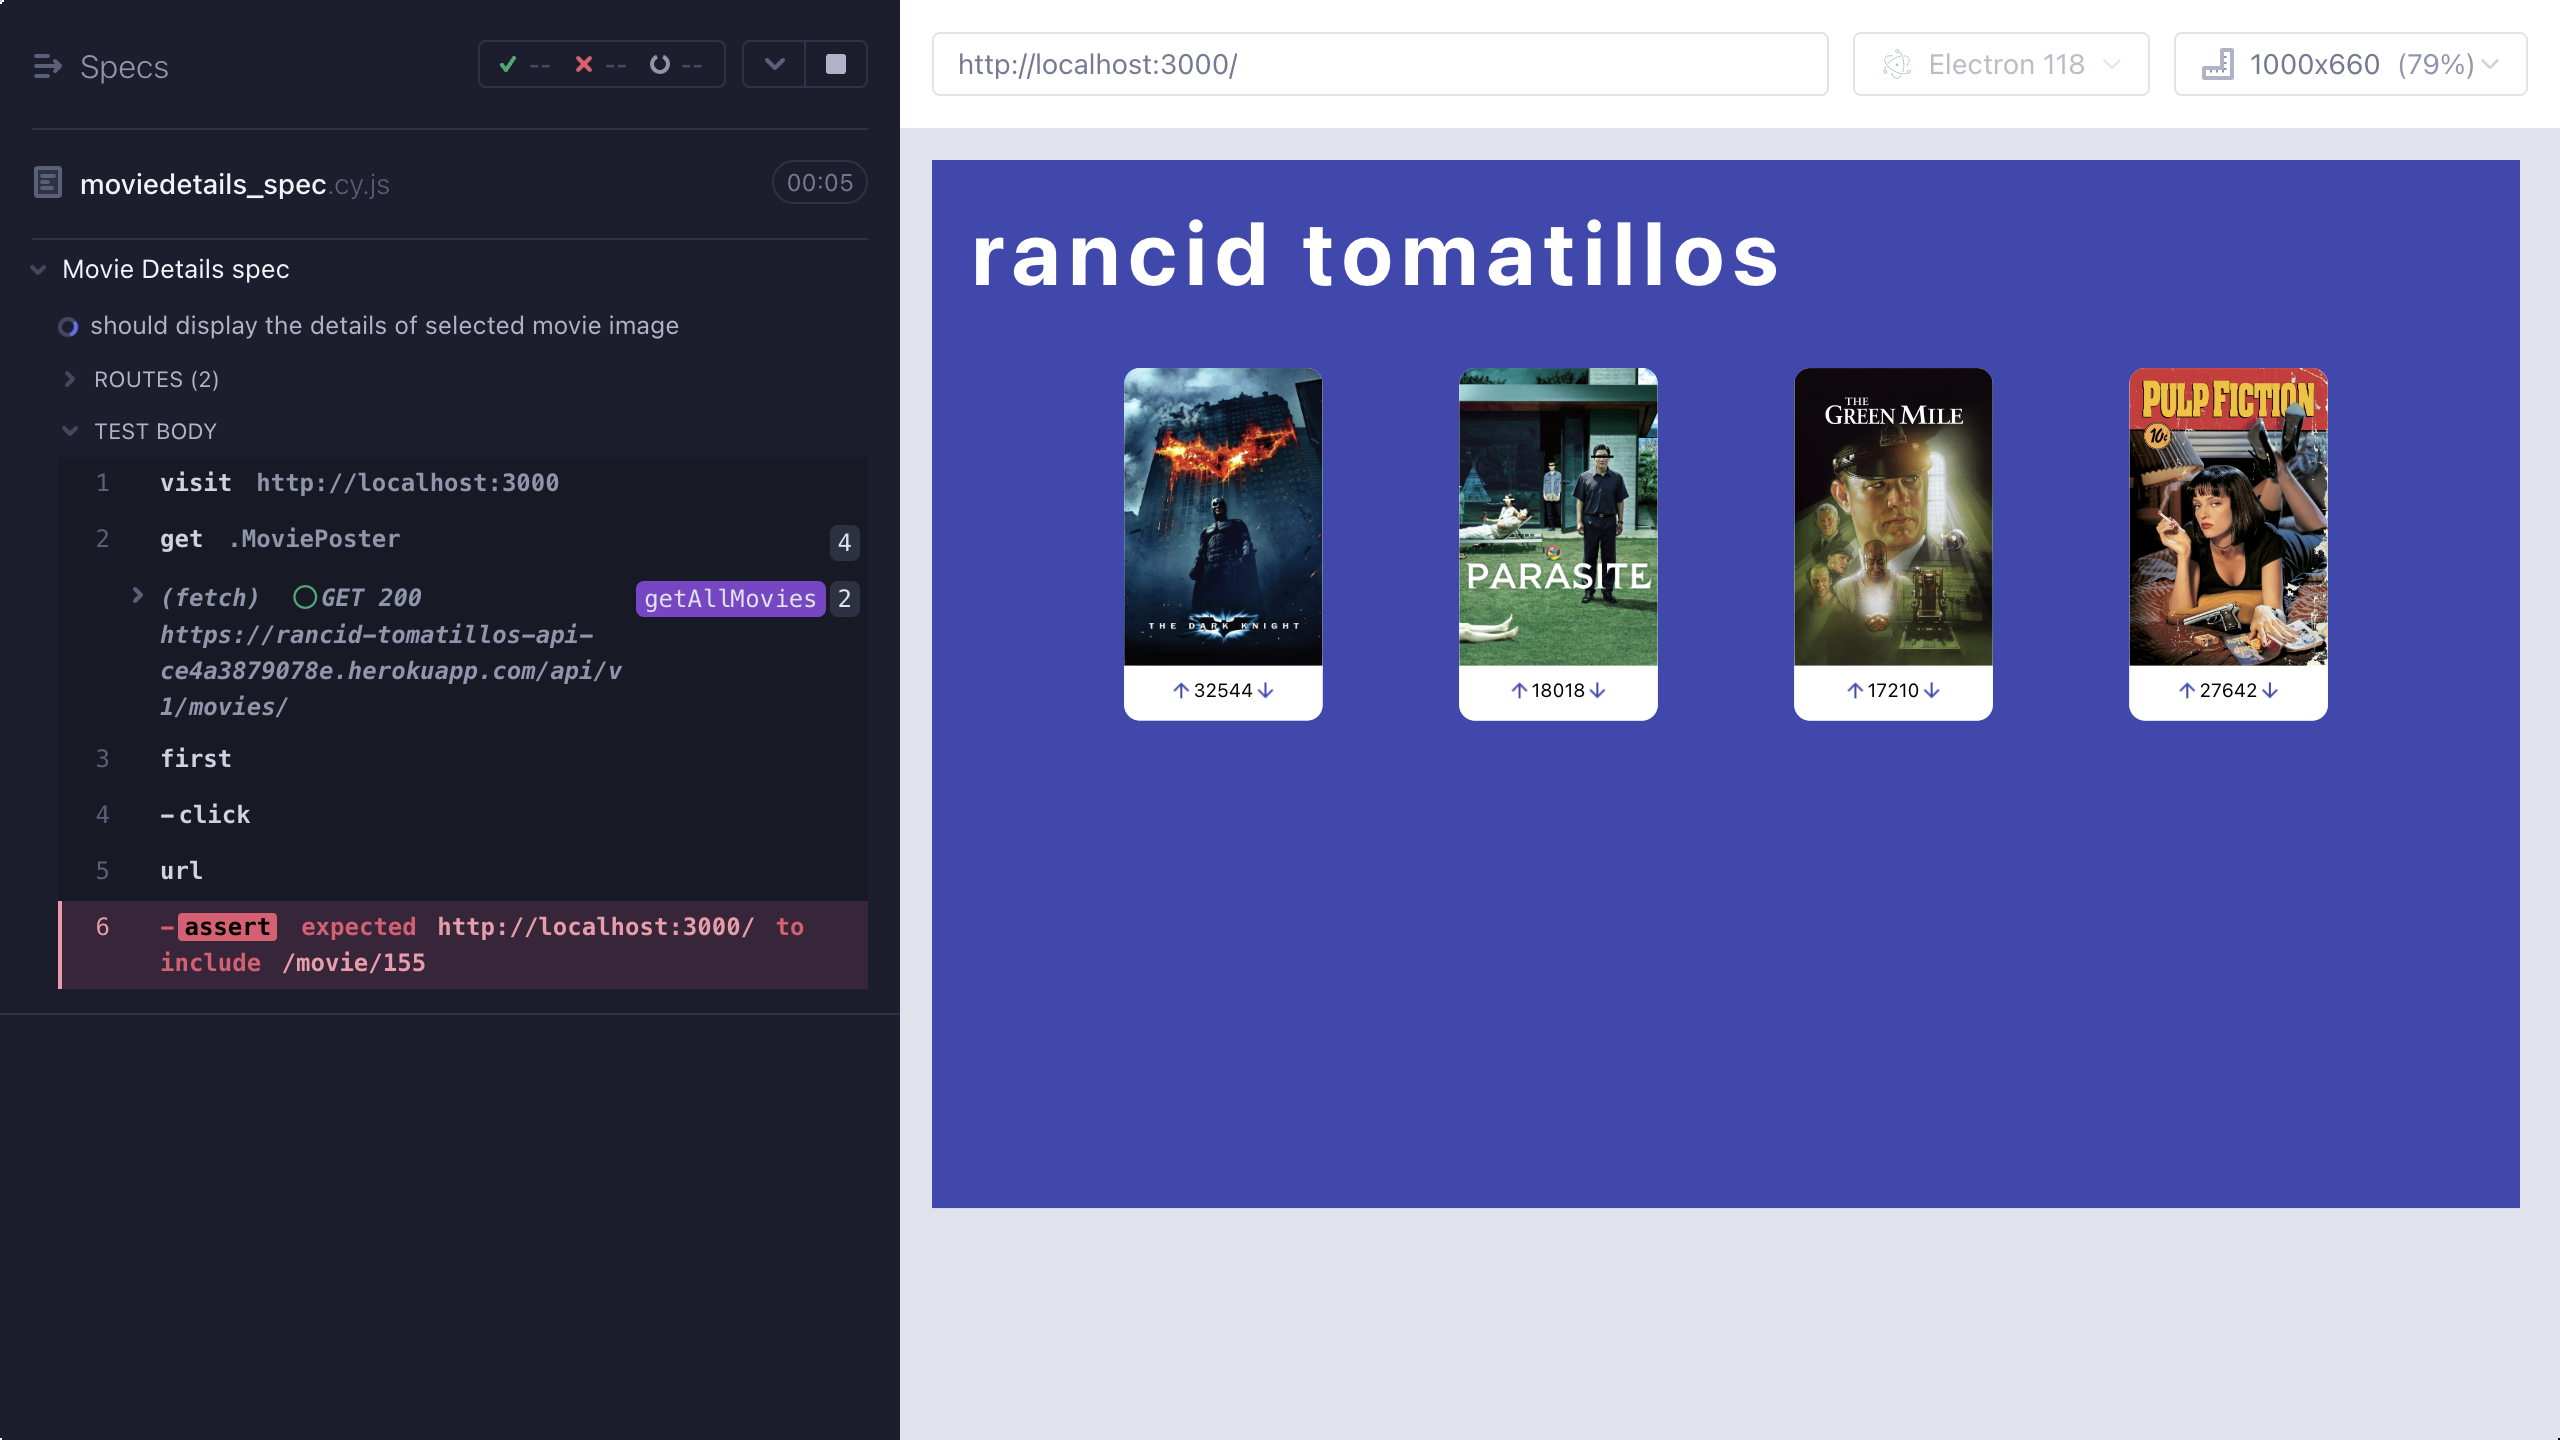 Specs
--
--
--
moviedetails_spec.cy.js
00:05
Movie Details spec
should display the details of selected movie image
ROUTES (2)
TEST BODY
1 visit http://localhost:3000
2 get .MoviePoster 4
(fetch) GET 200 getAllMovies 2
https://rancid-tomatillos-api-
ce4a3879078e.herokuapp.com/api/v
1/movies/
3 first
4 -click
5 url
6 -assert expected http://localhost:3000/ to
include /movie/155
http://localhost:3000/
Electron 118
1000x660 (79%)
rancid tomatillos
THE DARK KNIGHT
PARASITE
THE
GREEN MILE
PULP FICTION
10¢
32544
18018
17210
27642